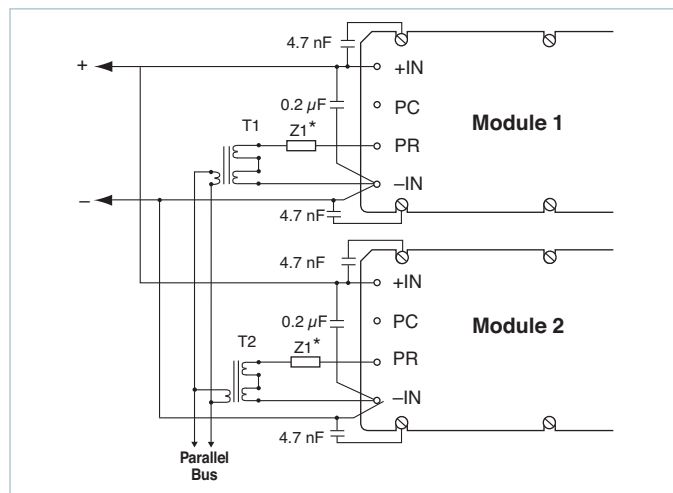 4.7 nF
+
+IN
0.2 µF
PC
Module 1
T1
Z1*
PR
–
–IN
4.7 nF
4.7 nF
+IN
0.2 µF
PC
Module 2
T2
Z1*
PR
–IN
4.7 nF
Parallel
Bus